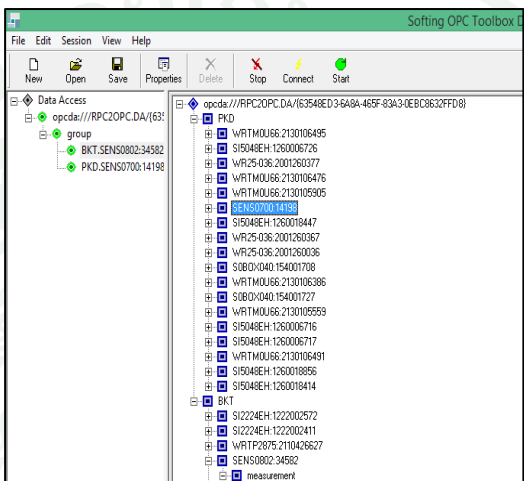 Softing OPC Toolbox D
File Edit Session View Help
New Open Save Properties Delete Stop Connect Start
Data Access
opcda:///RPC2OPC.DA/{635
group
BKT.SENS0802:34582
PKD.SENS0700:14198
opcda:///RPC2OPC.DA/{63548ED3-6A8A-465F-83A3-0EBC8632FFD8}
PKD
WRTM0U66:2130106495
SI5048EH:1260006726
WR25-036:2001260377
WRTM0U66:2130106476
WRTM0U66:2130105905
SENS0700:14198
SI5048EH:1260018447
WR25-036:2001260367
WR25-036:2001260036
S0BOX040:154001708
WRTM0U66:2130106386
S0BOX040:154001727
WRTM0U66:2130105559
SI5048EH:1260006716
SI5048EH:1260006717
WRTM0U66:2130106491
SI5048EH:1260018856
SI5048EH:1260018414
BKT
SI2224EH:1222002572
SI2224EH:1222002411
WRTP2875:2110426627
SENS0802:34582
measurement